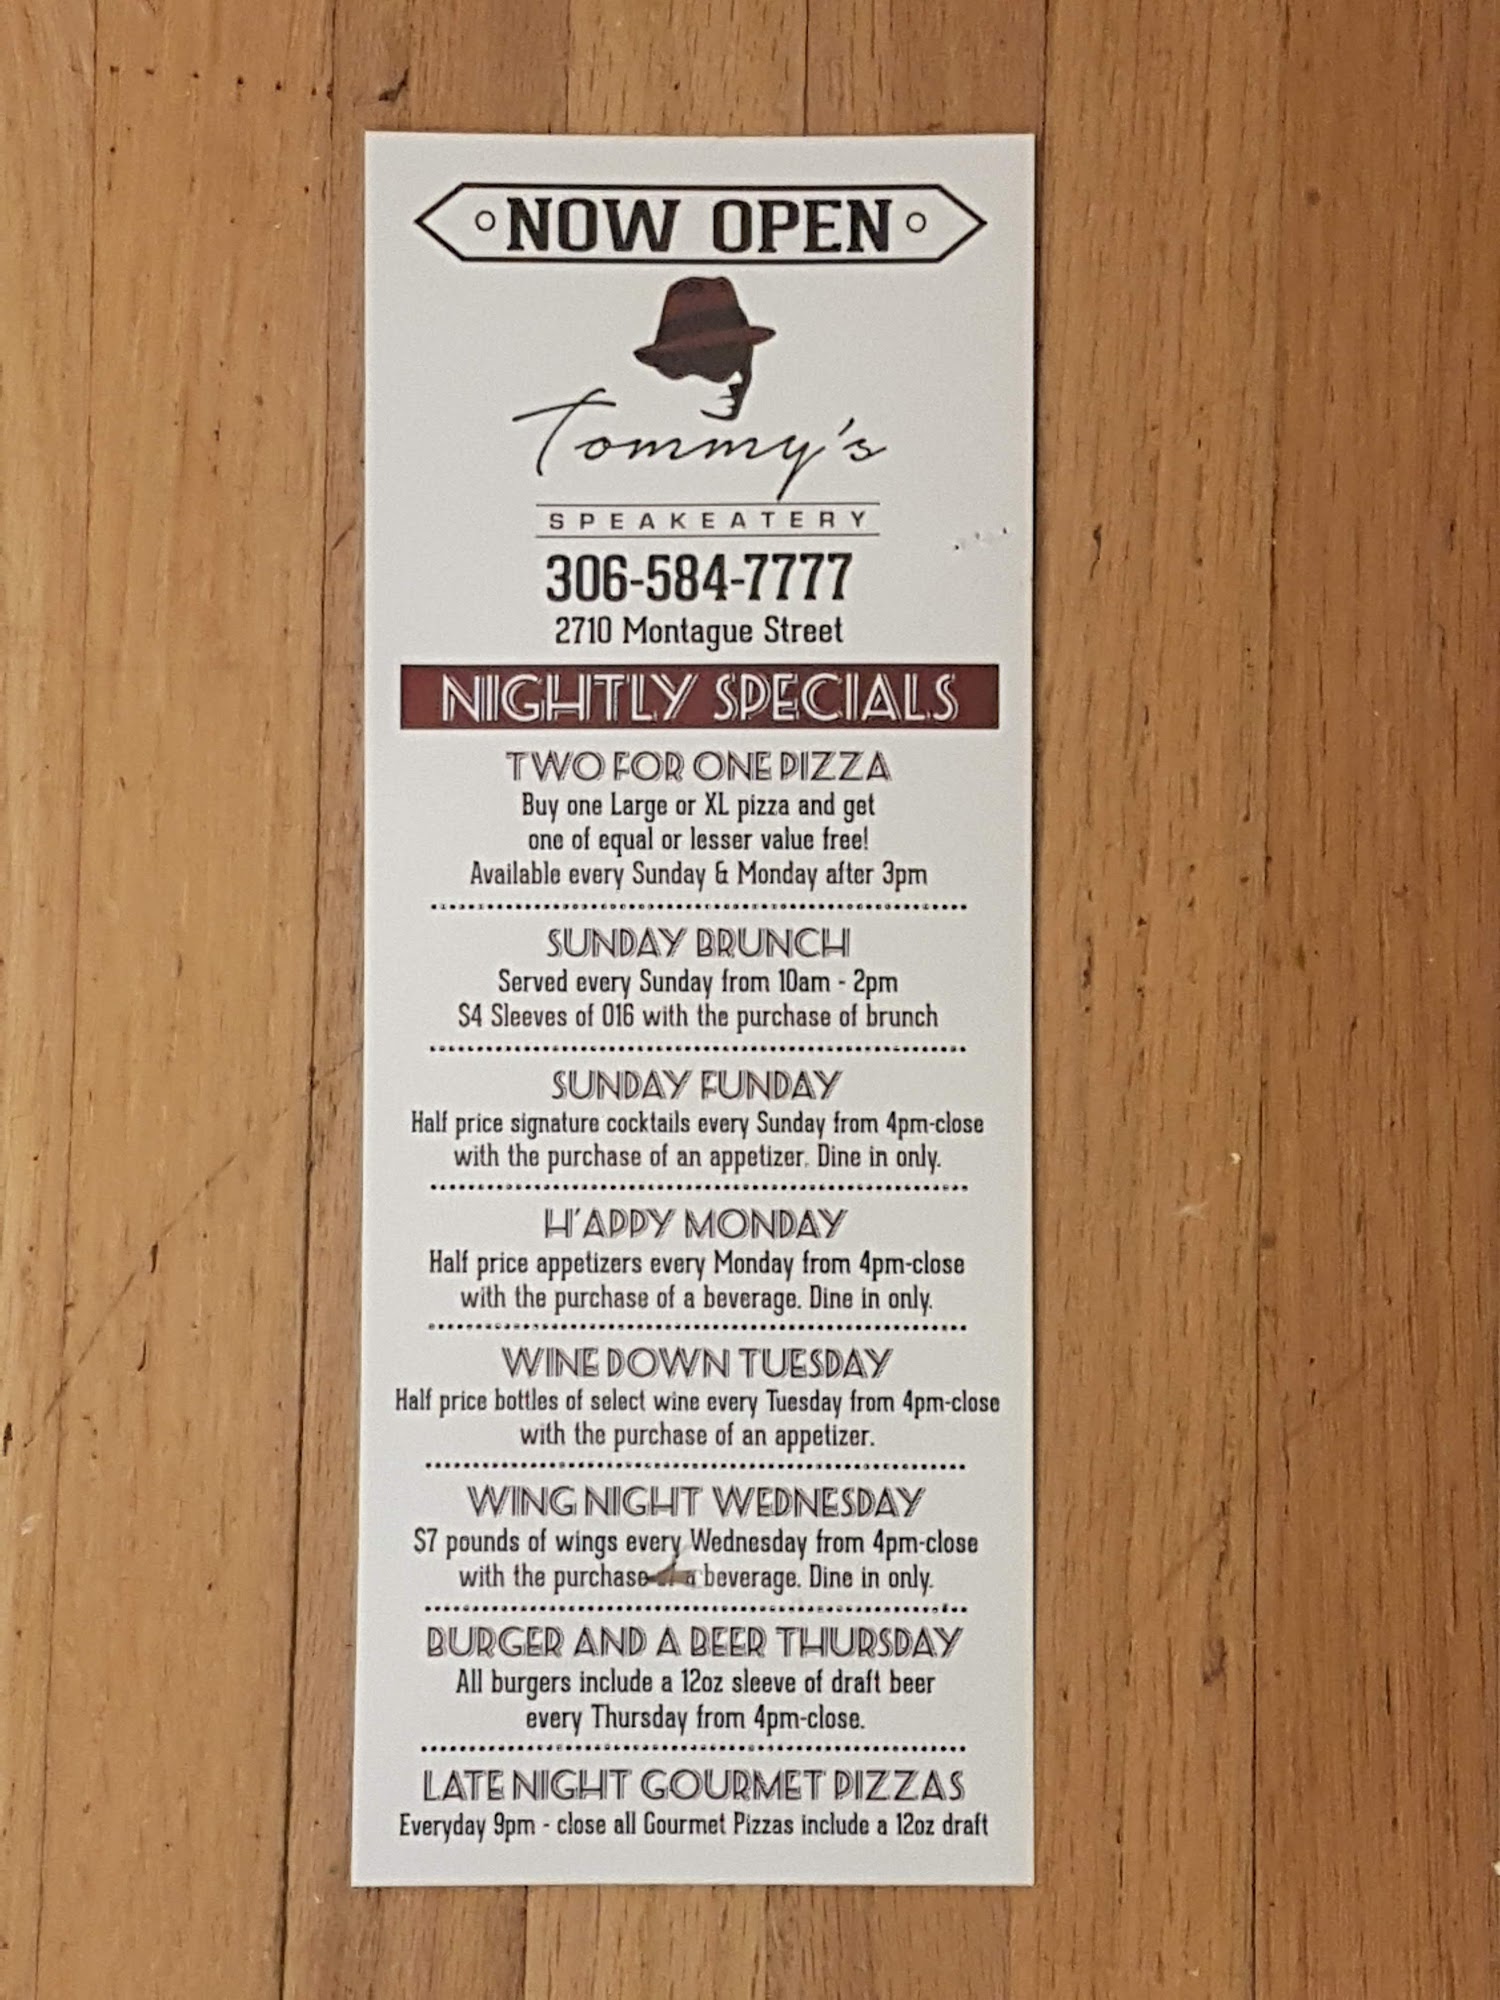 NOW OPEN
Tommy's
SPEAKEATERY
306-584-7777
2710 Montague Street
NIGHTLY SPECIALS
TWO FOR ONE PIZZA
Buy one Large or XL pizza and get
one of equal or lesser value free!
Available every Sunday & Monday after 3pm
SUNDAY BRUNCH
Served every Sunday from 10am - 2pm
$4 Sleeves of 016 with the purchase of brunch
SUNDAY FUNDAY
Half price signature cocktails every Sunday from 4pm-close
with the purchase of an appetizer. Dine in only.
H'APPY MONDAY
Half price appetizers every Monday from 4pm-close
with the purchase of a beverage. Dine in only.
WINE DOWN TUESDAY
Half price bottles of select wine every Tuesday from 4pm-close
with the purchase of an appetizer.
WING NIGHT WEDNESDAY
$7 pounds of wings every Wednesday from 4pm-close
with the purchase a beverage. Dine in only.
BURGER AND A BEER THURSDAY
All burgers include a 12oz sleeve of draft beer
every Thursday from 4pm-close.
LATE NIGHT GOURMET PIZZAS
Everyday 9pm - close all Gourmet Pizzas include a 12oz draft